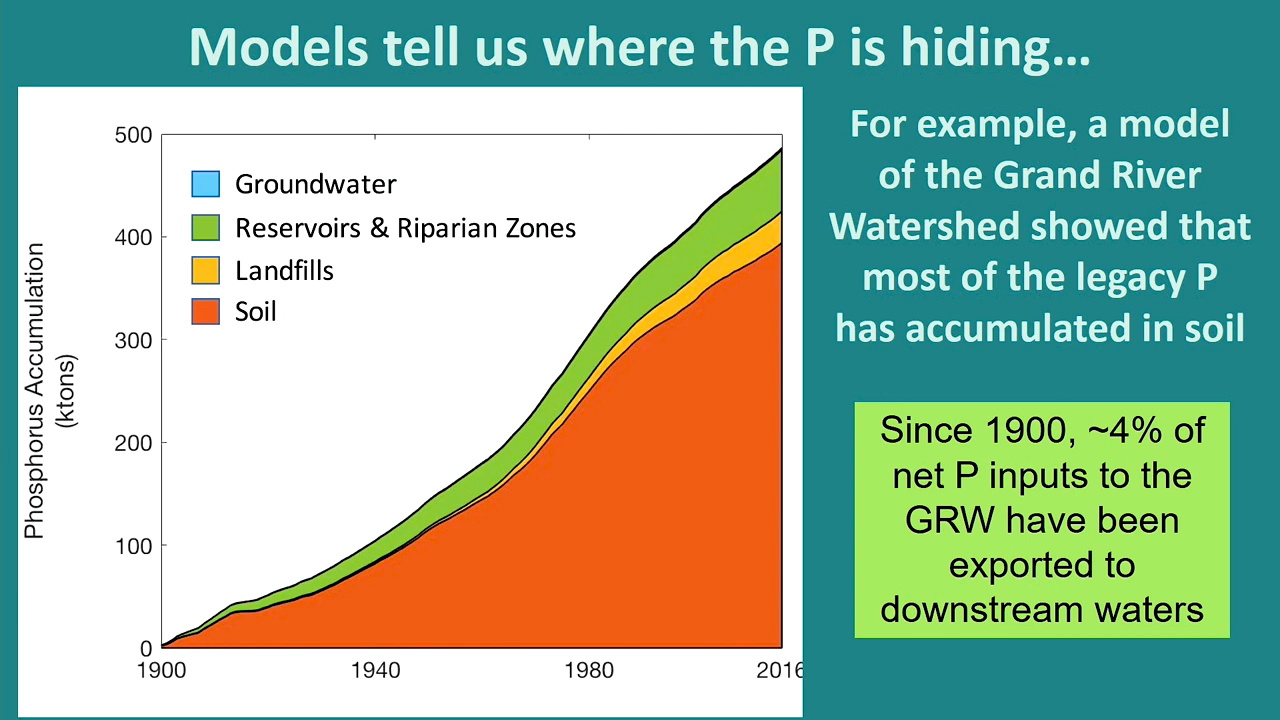 Models tell us where the P is hiding...
500
400
300
200
100
0
1900
1940
1980
2016
Phosphorus Accumulation
(ktons)
Groundwater
Reservoirs & Riparian Zones
Landfills
Soil
For example, a model
of the Grand River
Watershed showed that
most of the legacy P
has accumulated in soil
Since 1900, ~4% of
net P inputs to the
GRW have been
exported to
downstream waters